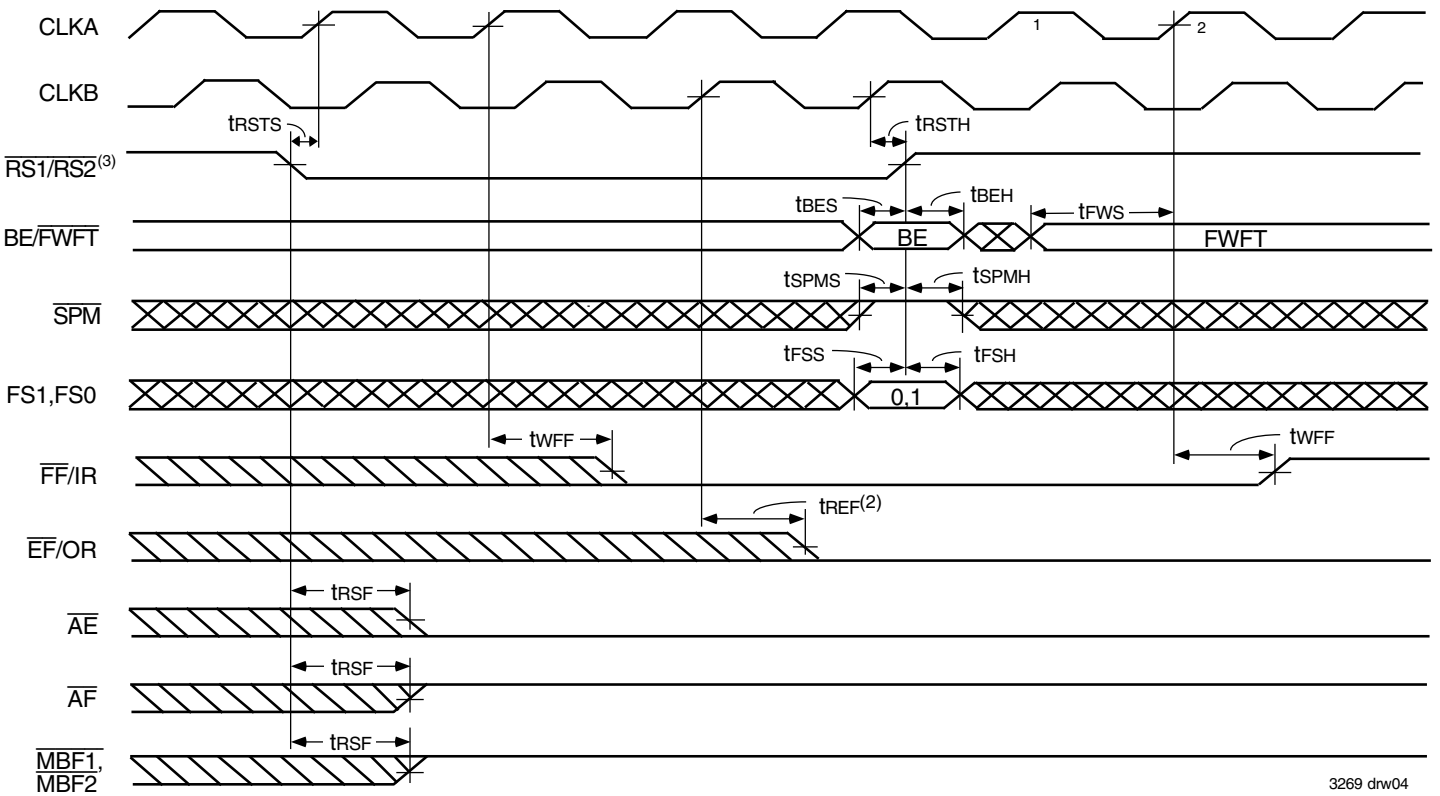 CLKA
1
2
CLKB
tRSTS
tRSTH
RS1/RS2(3)
tBES
tBEH
tFWS
BE/FWFT
BE
FWFT
tSPMS
tSPMH
SPM
tFSS
tFSH
FS1,FS0
0,1
tWFF
tWFF
FF/IR
tREF(2)
EF/OR
tRSF
AE
tRSF
AF
tRSF
MBF1,
MBF2
3269 drw04